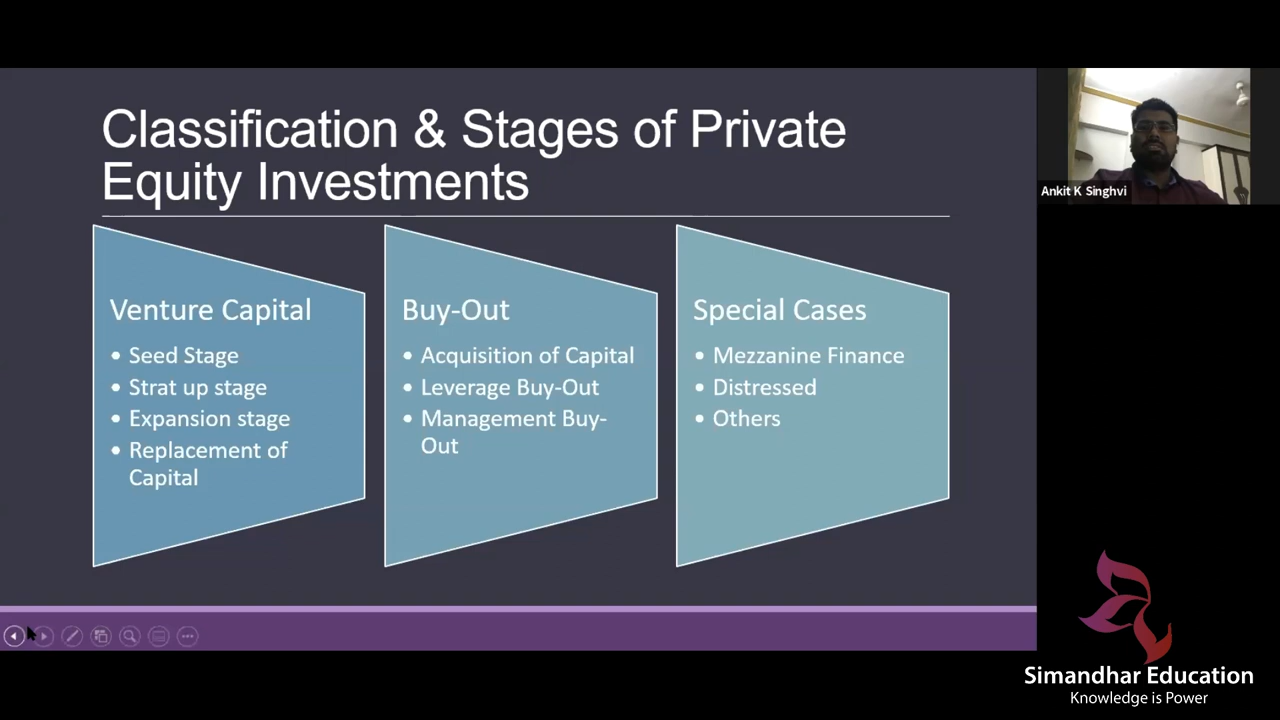 Classification & Stages of Private
Equity Investments
Venture Capital
• Seed Stage
• Strat up stage
• Expansion stage
• Replacement of
Capital
Buy-Out
• Acquisition of Capital
• Leverage Buy-Out
• Management Buy-
Out
Special Cases
• Mezzanine Finance
• Distressed
• Others
Ankit K Singhvi
Simandhar Education
Knowledge is Power